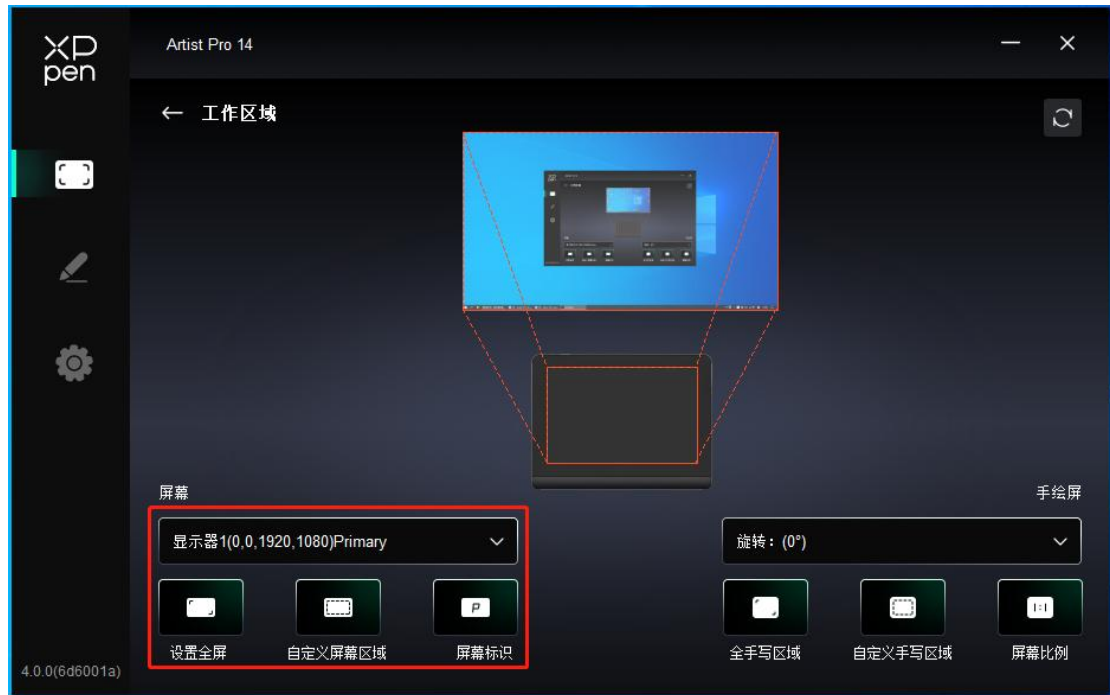 XP
pen
Artist Pro 14
工作区域
屏幕
手绘屏
显示器1(0,0,1920,1080)Primary
旋转：(0°)
P
1:1
设置全屏
自定义屏幕区域
屏幕标识
全手写区域
自定义手写区域
屏幕比例
4.0.0(6d6001a)